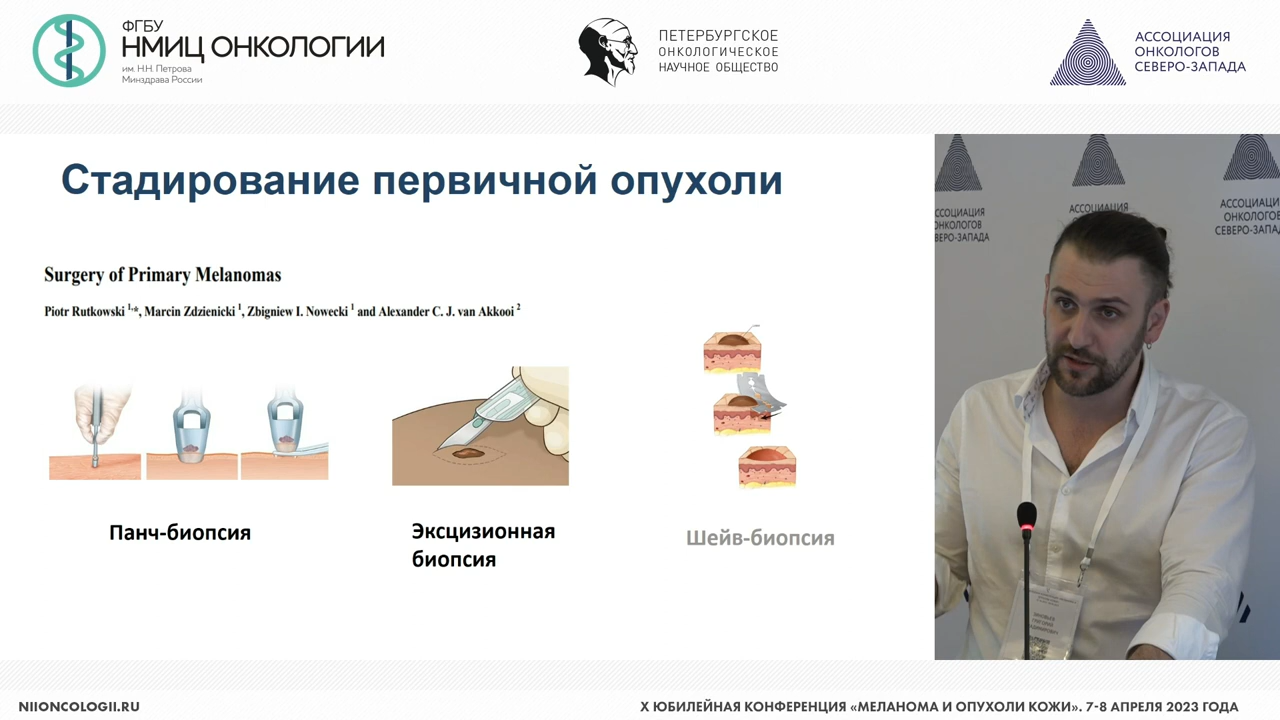 ФГБУ
НМИЦ ОНКОЛОГИИ
им. Н.Н. Петрова
Минздрава России
ПЕТЕРБУРГСКОЕ
ОНКОЛОГИЧЕСКОЕ
НАУЧНОЕ ОБЩЕСТВО
АССОЦИАЦИЯ
ОНКОЛОГОВ
СЕВЕРО-ЗАПАДА
Стадирование первичной опухоли
Surgery of Primary Melanomas
Piotr Rutkowski 1,*, Marcin Zdzienicki 1, Zbigniew I. Nowecki 1 and Alexander C. J. van Akkooi 2
Панч-биопсия
Эксцизионная
биопсия
Шейв-биопсия
АССОЦИАЦИЯ
ОНКОЛОГОВ
СЕВЕРО-ЗАПАДА
АССОЦИАЦИЯ
АССОЦИАЦИ
ОНКОЛОГОВ
СЕВЕРО-ЗАПА
NIIONCOLOGII.RU
X ЮБИЛЕЙНАЯ КОНФЕРЕНЦИЯ «МЕЛАНОМА И ОПУХОЛИ КОЖИ». 7-8 АПРЕЛЯ 2023 ГОДА